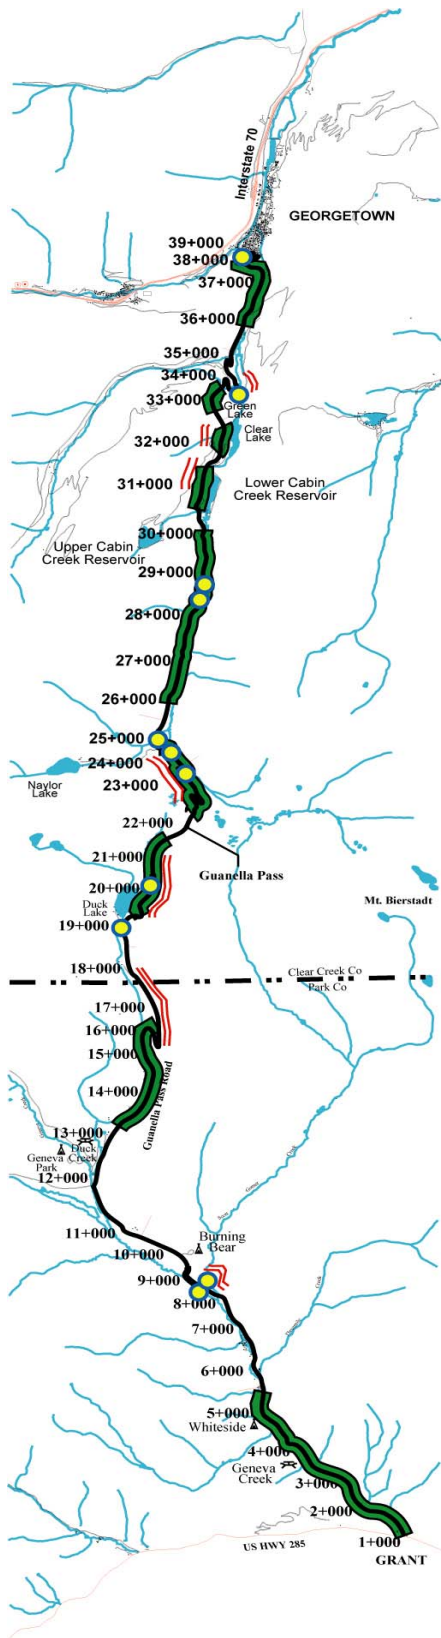 Interstate 70
GEORGETOWN
39+000
38+000
37+000
36+000
35+000
34+000
33+000
Green
Lake
Clear
Lake
32+000
31+000
Lower Cabin
Creek Reservoir
30+000
Upper Cabin
Creek Reservoir
29+000
28+000
27+000
26+000
25+000
24+000
23+000
Naylor
Lake
22+000
21+000
Guanella Pass
20+000
Mt. Bierstadt
Duck
Lake
19+000
18+000
Clear Creek Co
Park Co
17+000
16+000
15+000
14+000
Guanella Pass Road
13+000
Geneva
Park
Duck
Creek
12+000
11+000
Burning
Bear
10+000
9+000
8+000
7+000
6+000
5+000
Whiteside
4+000
Geneva
Creek
3+000
2+000
1+000
US HWY 285
GRANT